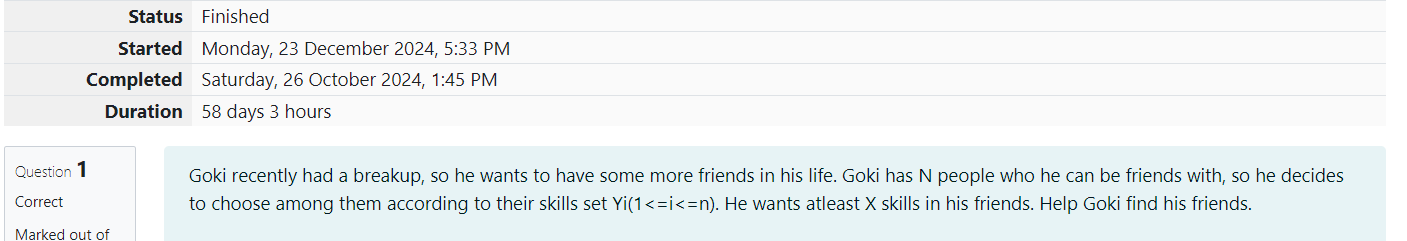 Status Finished
Started Monday, 23 December 2024, 5:33 PM
Completed Saturday, 26 October 2024, 1:45 PM
Duration 58 days 3 hours
Question 1
Correct
Marked out of
Goki recently had a breakup, so he wants to have some more friends in his life. Goki has N people who he can be friends with, so he decides
to choose among them according to their skills set Yi(1<=i<=n). He wants atleast X skills in his friends. Help Goki find his friends.